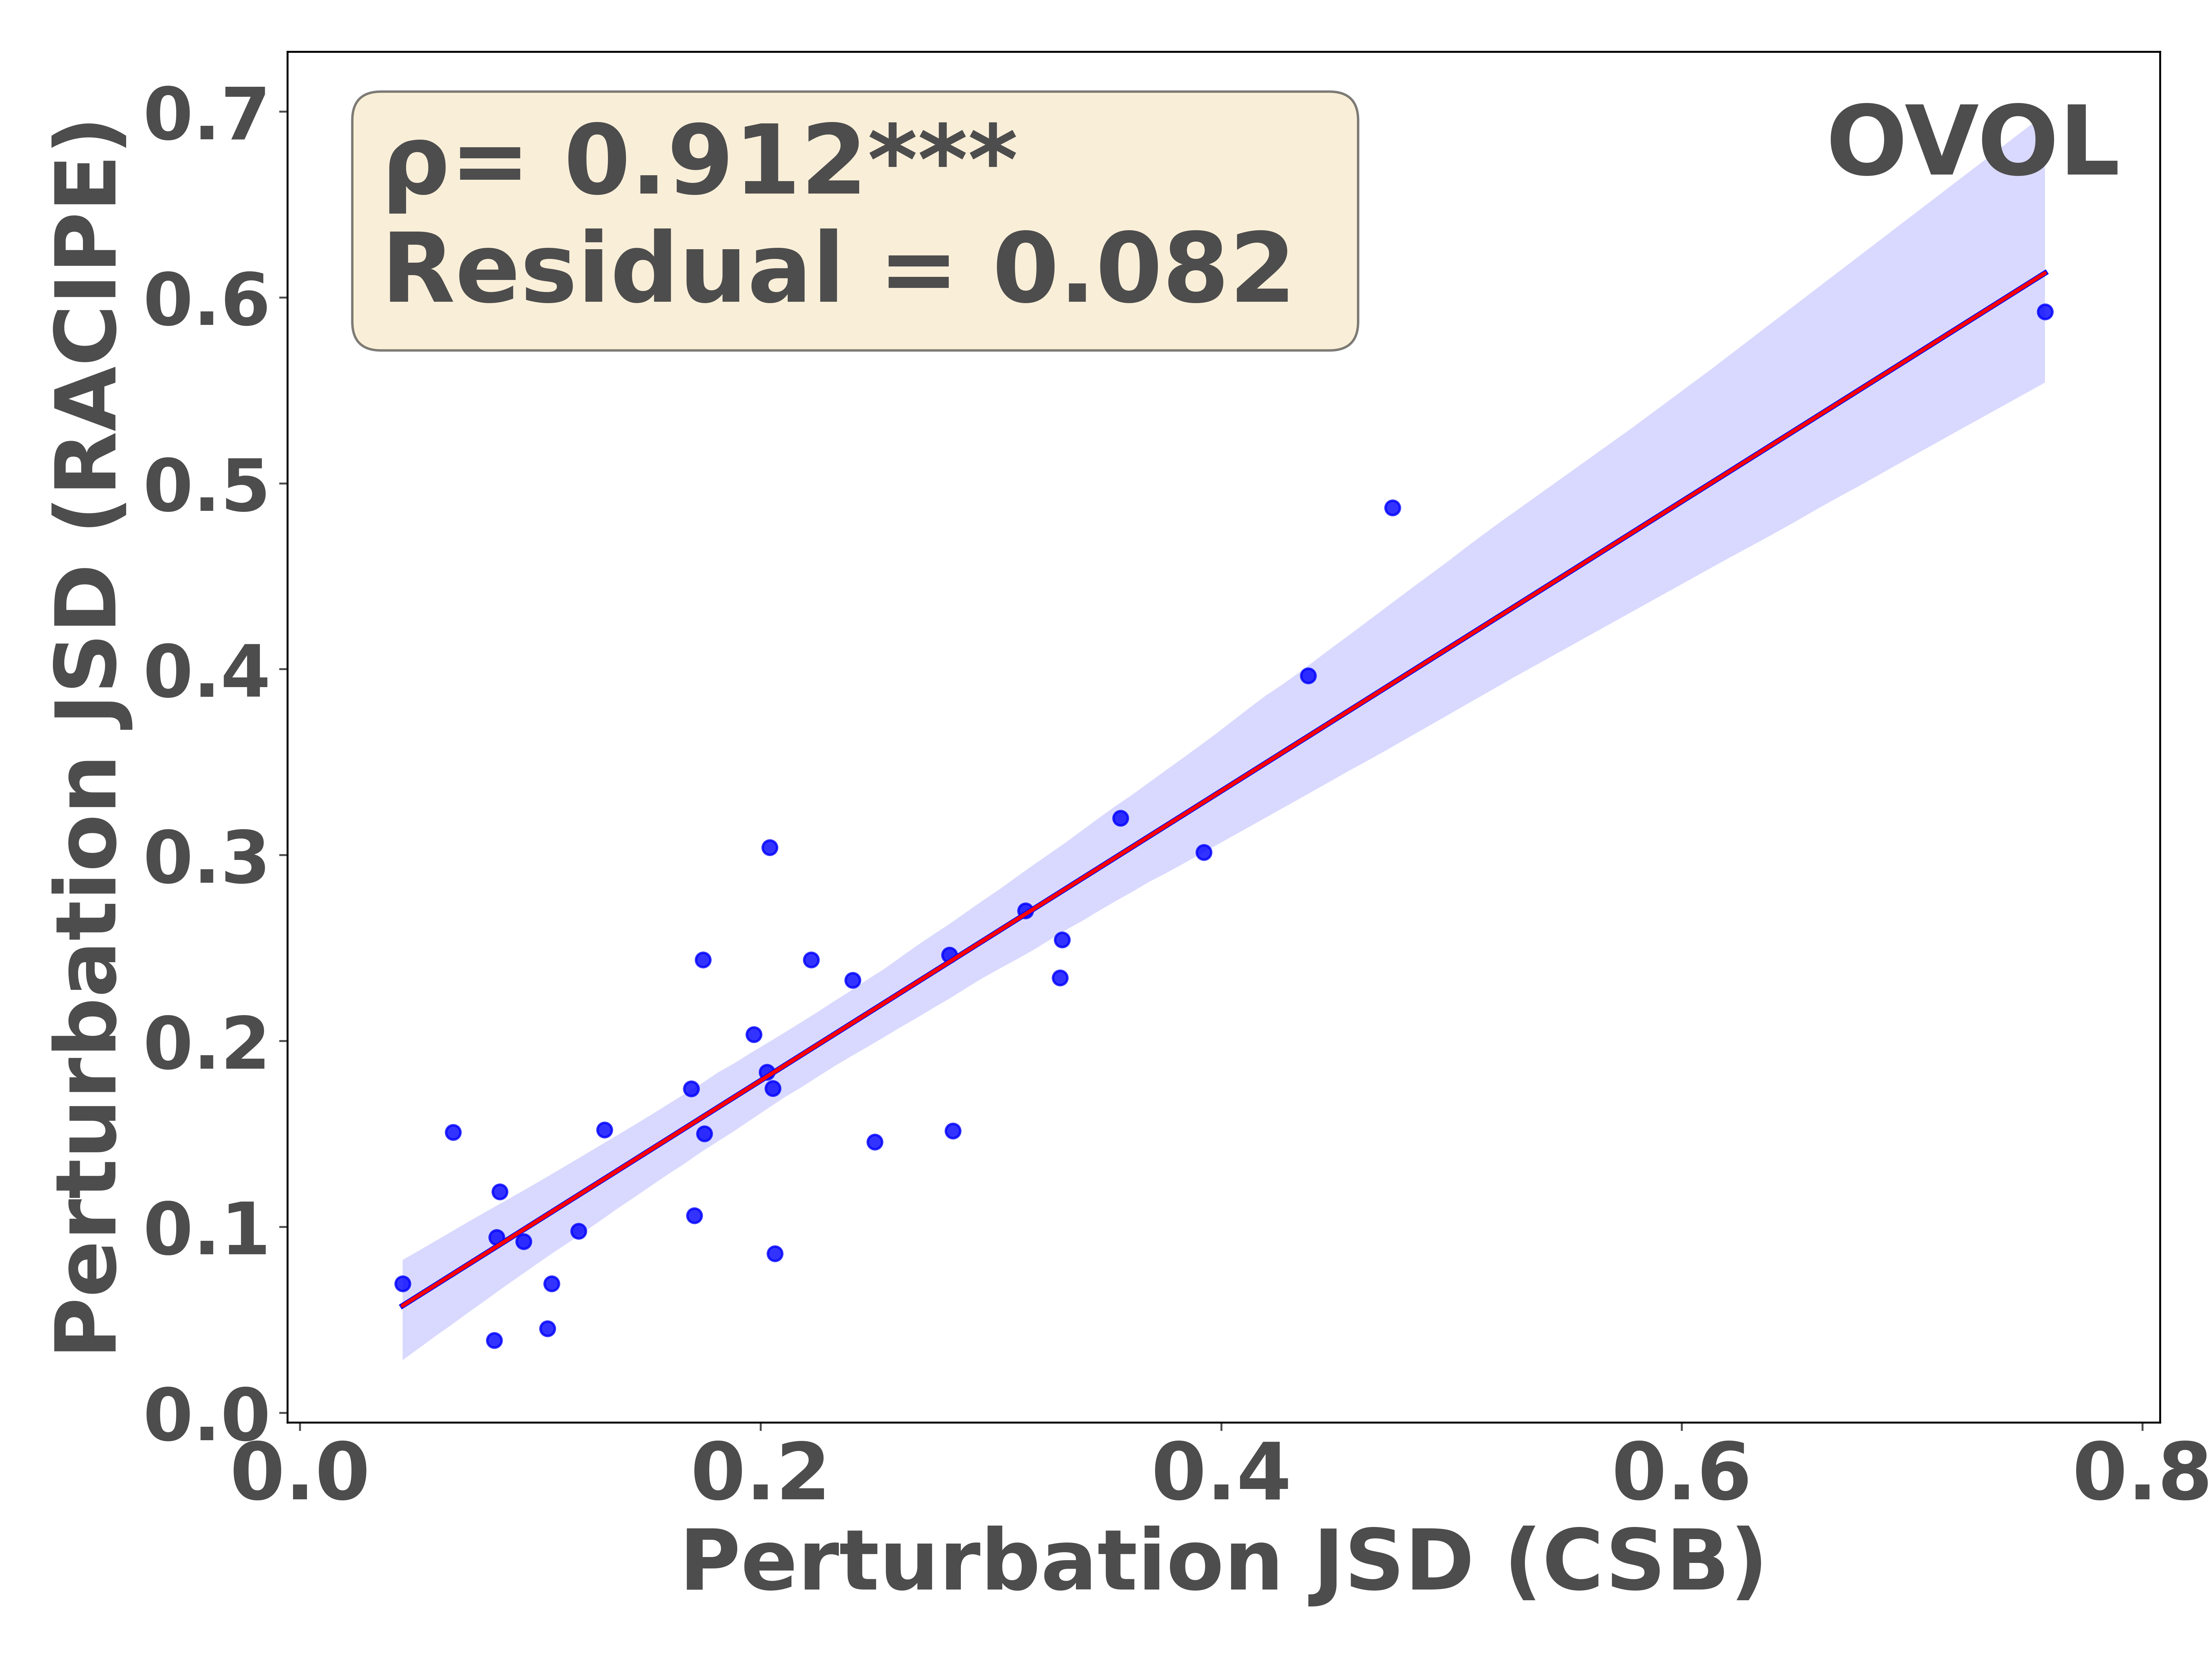 OVOL
ρ= 0.912***
Residual = 0.082
Perturbation JSD (RACIPE)
0.7
0.6
0.5
0.4
0.3
0.2
0.1
0.0
0.0 0.2 0.4 0.6 0.8
Perturbation JSD (CSB)